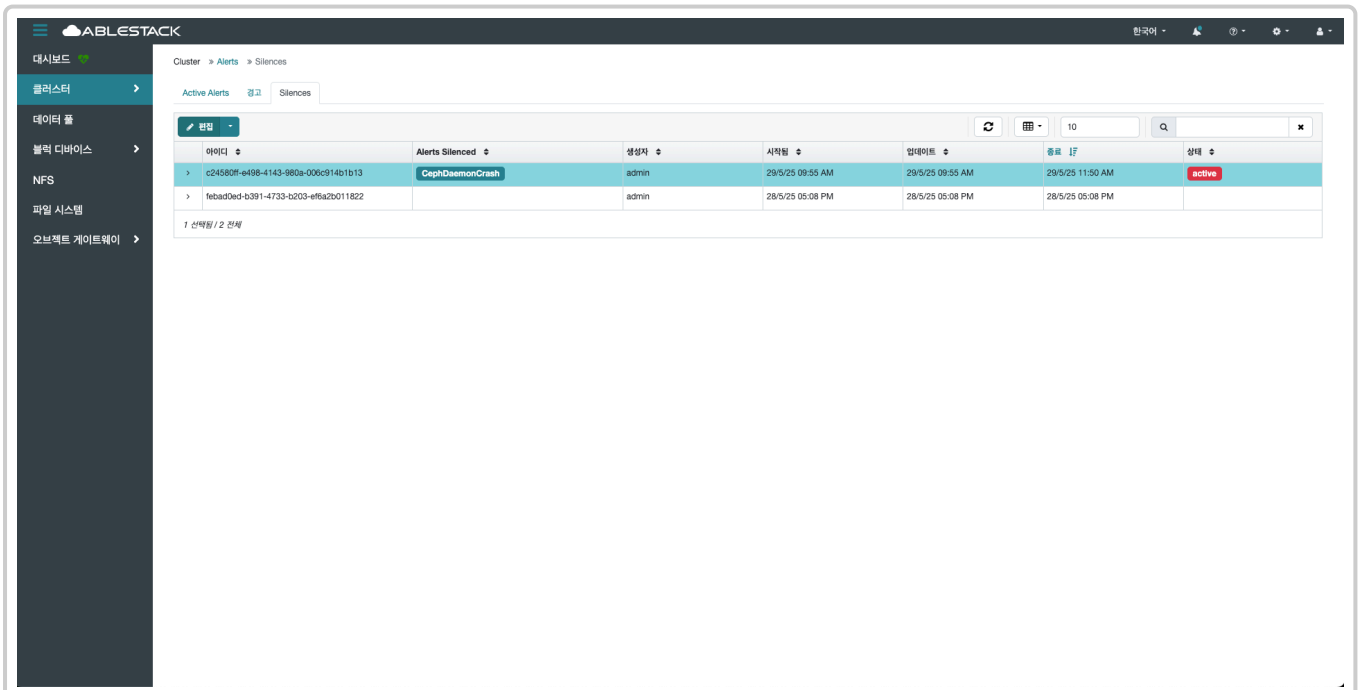 ABLESTACK 한국어
대시보드
Cluster » Alerts » Silences
클러스터
Active Alerts 경고 Silences
데이터 풀
편집 10
블럭 디바이스
아이디 Alerts Silenced 생성자 시작됨 업데이트 종료 상태
c24580ff-e498-4143-980a-006c914b1b13 CephDaemonCrash admin 29/5/25 09:55 AM 29/5/25 09:55 AM 29/5/25 11:50 AM active
NFS
febad0ed-b391-4733-b203-ef6a2b011822 admin 28/5/25 05:08 PM 28/5/25 05:08 PM 28/5/25 05:08 PM
파일 시스템
1 선택됨 / 2 전체
오브젝트 게이트웨이